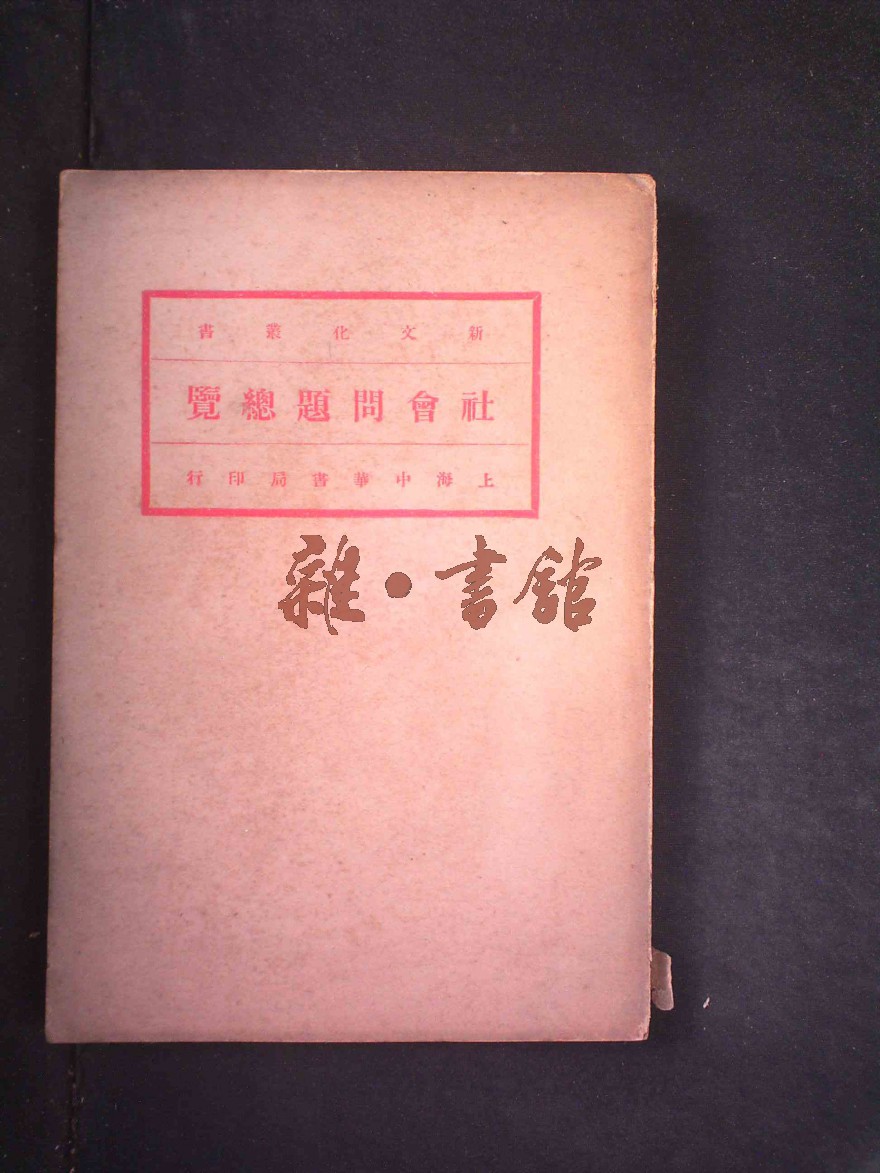 新文化叢書
社會問題總覽
上海中華書局印行
雜·書館